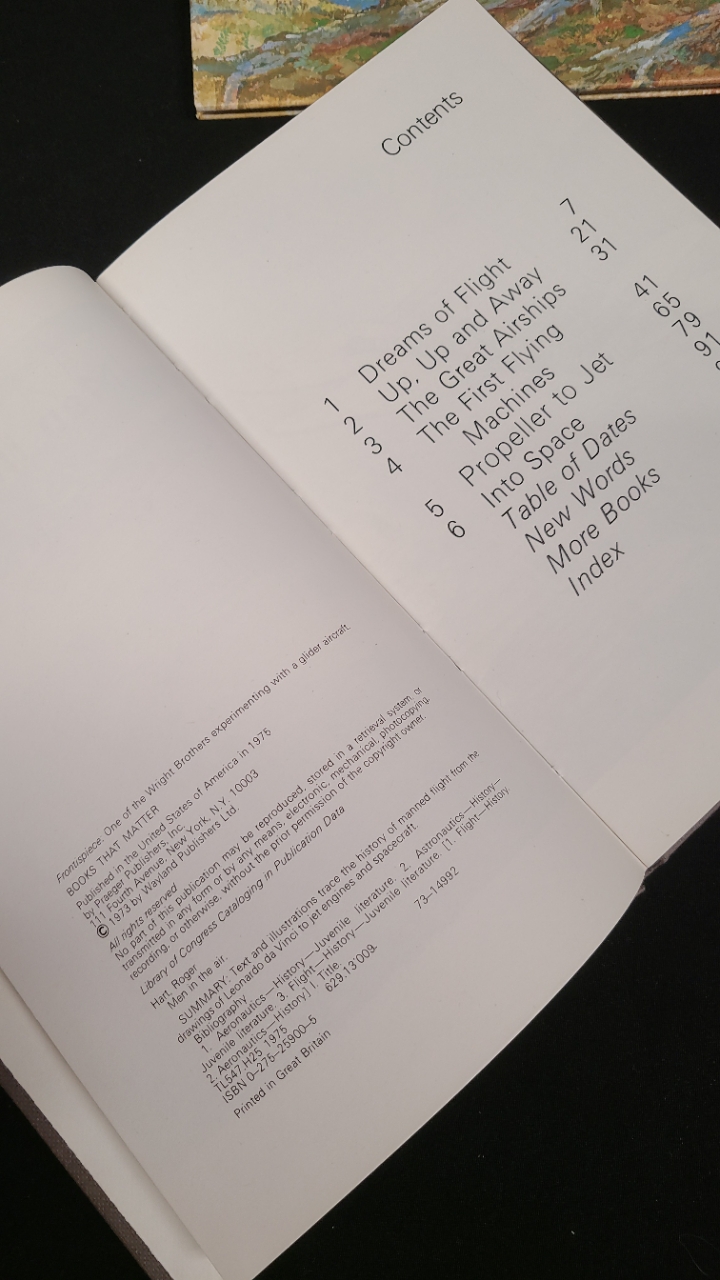 Frontispiece: One of the Wright Brothers experimenting with a glider aircraft.
BOOKS THAT MATTER
Published in the United States of America in 1975
by Praeger Publishers, Inc.
111 Fourth Avenue, New York, N.Y. 10003
© 1973 by Wayland Publishers Ltd.
All rights reserved
No part of this publication may be reproduced, stored in a retrieval system, or
transmitted in any form or by any means, electronic, mechanical, photocopying,
recording, or otherwise, without the prior permission of the copyright owner.
Library of Congress Cataloging in Publication Data
Hart, Roger
Men in the air.
SUMMARY: Text and illustrations trace the history of manned flight from the
drawings of Leonardo da Vinci to jet engines and spacecraft.
Bibliography
1. Aeronautics—History—Juvenile literature. 2. Astronautics—History—
Juvenile literature. 3. Flight—History—Juvenile literature. [1. Flight—History.
2. Aeronautics—History] I. Title.
TL547.H25 1975 629.13'009 73–14992
ISBN 0–275–25900–5
Printed in Great Britain
Contents
1 Dreams of Flight 7
2 Up, Up and Away 21
3 The Great Airships 31
4 The First Flying
Machines 41
5 Propeller to Jet 65
6 Into Space 79
Table of Dates 91
New Words
More Books
Index